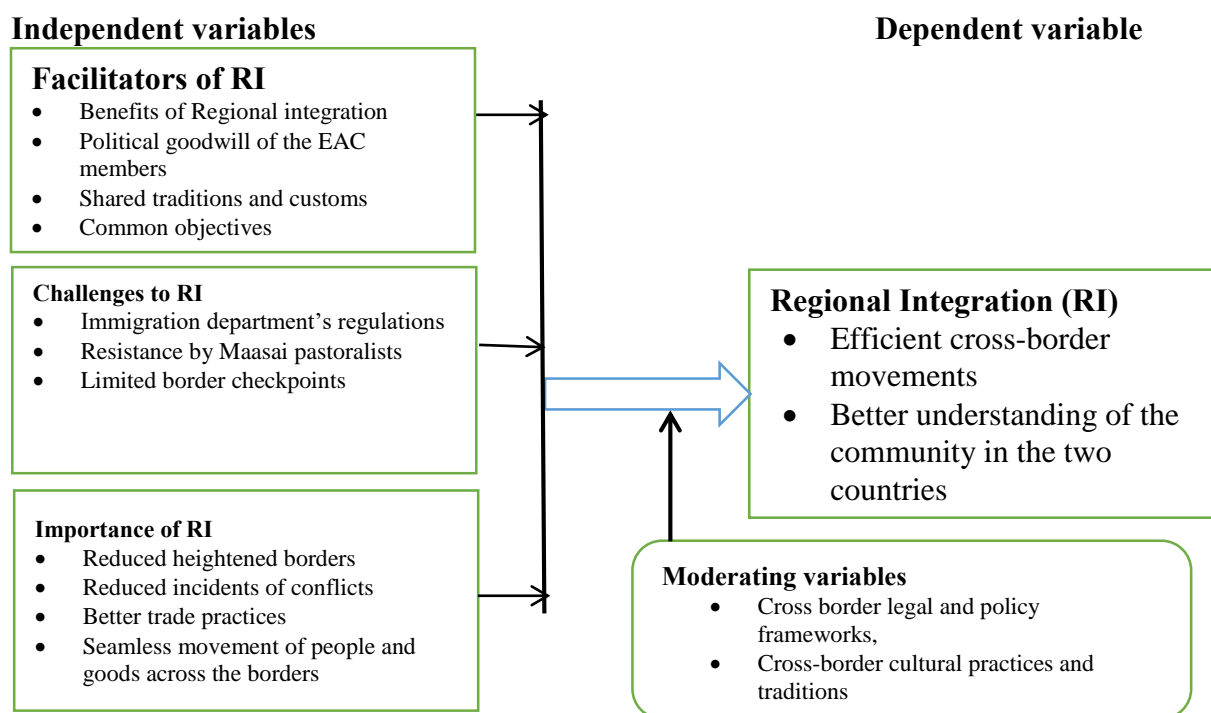 Independent variables
Dependent variable
Facilitators of RI
• Benefits of Regional integration
• Political goodwill of the EAC
members
• Shared traditions and customs
• Common objectives
Challenges to RI
• Immigration department’s regulations
• Resistance by Maasai pastoralists
• Limited border checkpoints
Importance of RI
• Reduced heightened borders
• Reduced incidents of conflicts
• Better trade practices
• Seamless movement of people and
goods across the borders
Regional Integration (RI)
• Efficient cross-border
movements
• Better understanding of the
community in the two
countries
Moderating variables
• Cross border legal and policy
frameworks,
• Cross-border cultural practices and
traditions